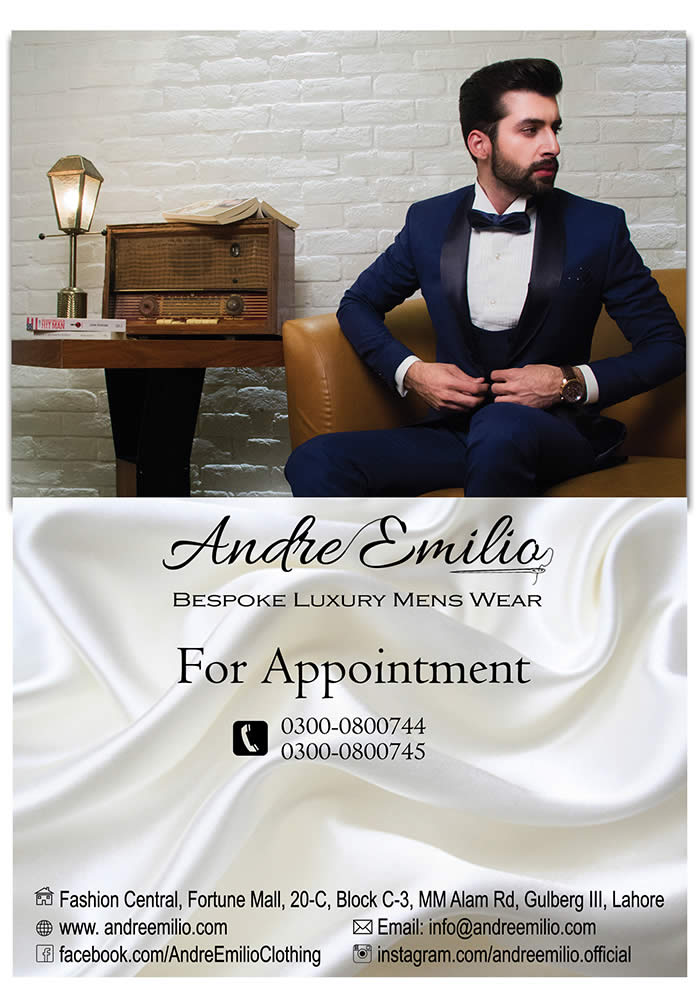 HITMAN
Andre Emilio
BESPOKE LUXURY MENS WEAR
For Appointment
0300-0800744
0300-0800745
Fashion Central, Fortune Mall, 20-C, Block C-3, MM Alam Rd, Gulberg III, Lahore
www. andreemilio.com
Email: info@andreemilio.com
facebook.com/AndreEmilioClothing
instagram.com/andreemilio.official